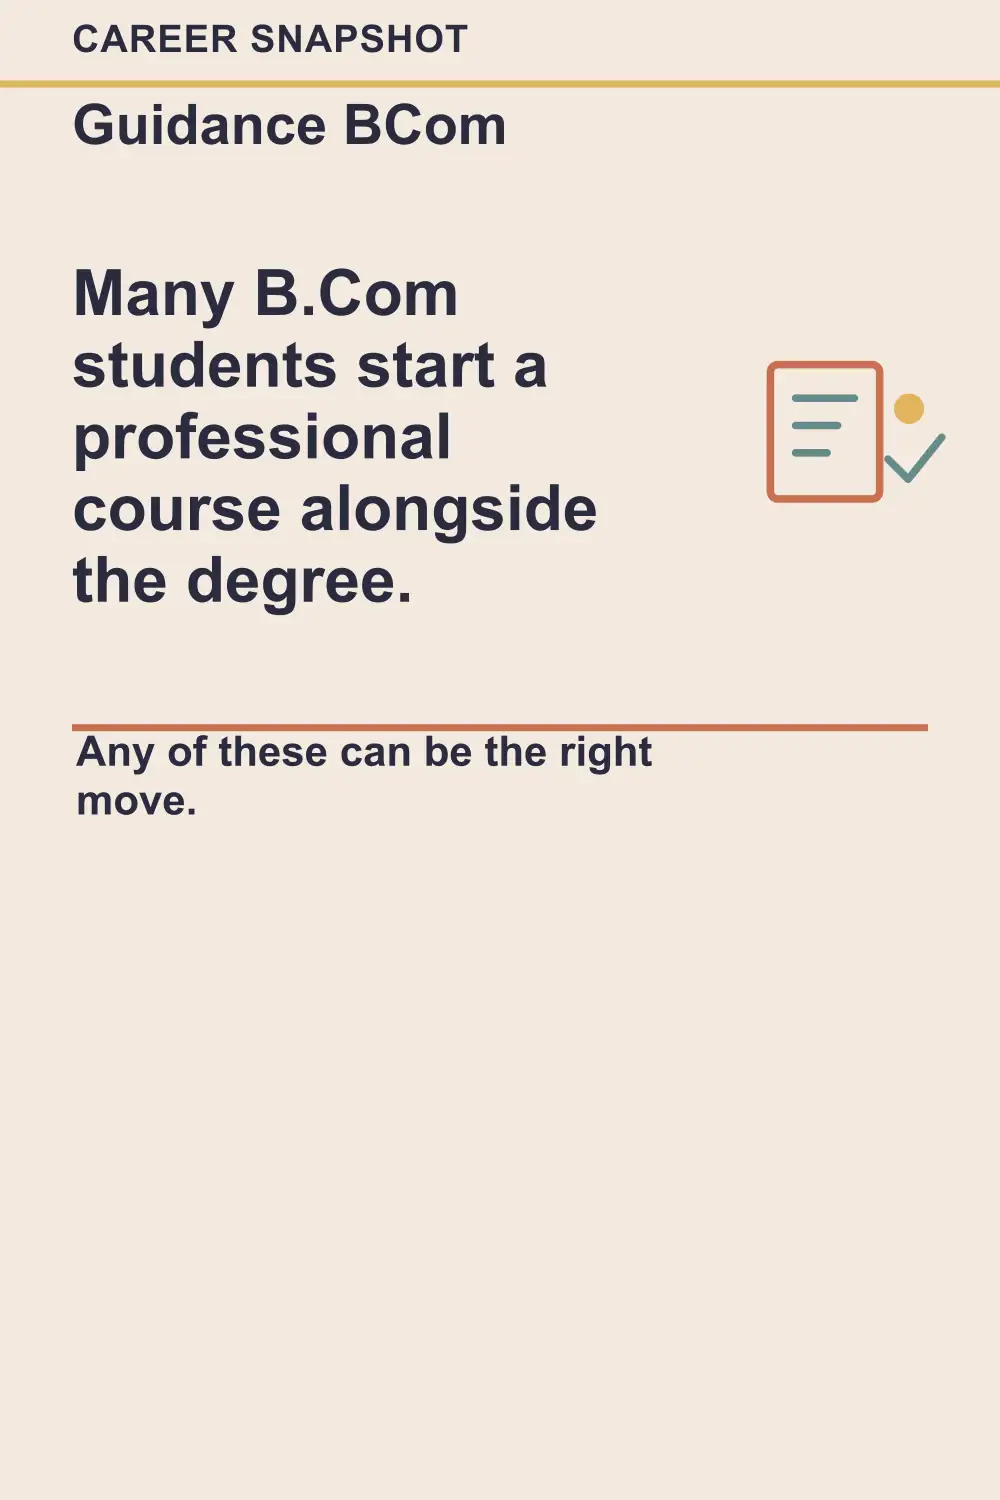 CAREER SNAPSHOT
Guidance BCom
Many B.Com
students start a
professional
course alongside
the degree.
Any of these can be the right
move.